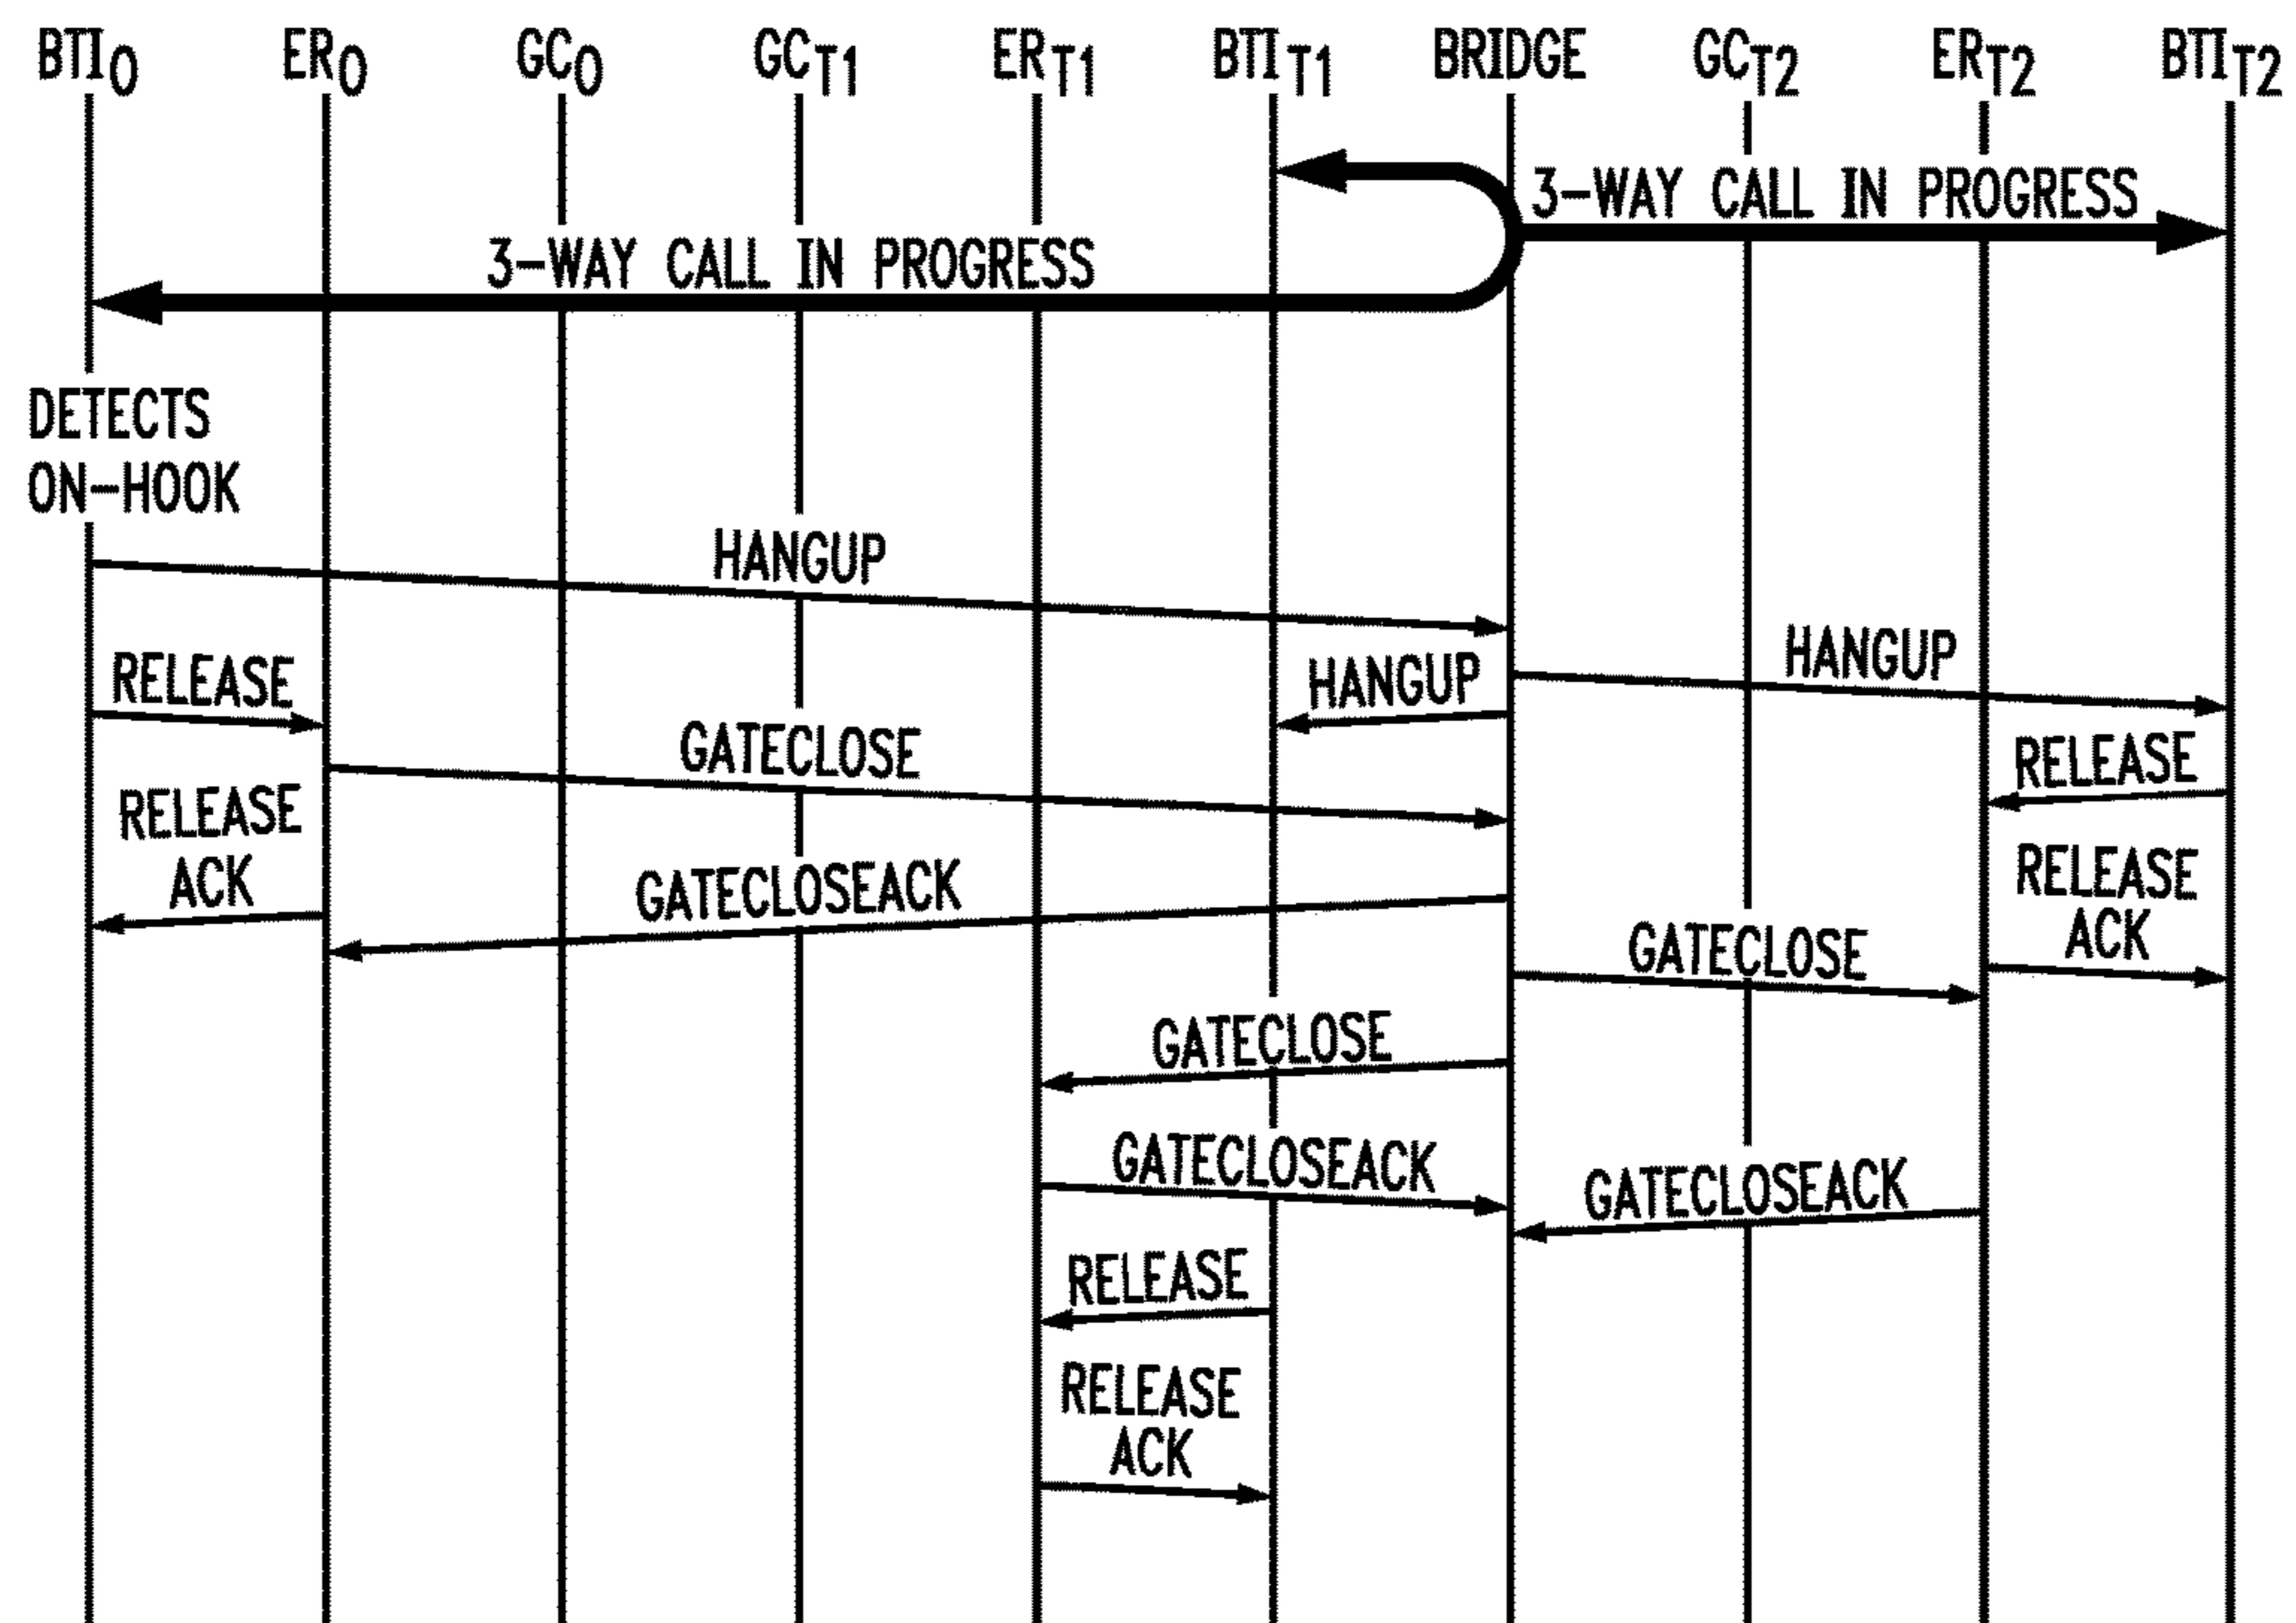 BTIO ERO GCO GCT1 ERT1 BTIT1 BRIDGE GCT2 ERT2 BTIT2
3-WAY CALL IN PROGRESS
3-WAY CALL IN PROGRESS
DETECTS
ON-HOOK
HANGUP
HANGUP
RELEASE
HANGUP
GATECLOSE
RELEASE
RELEASE
ACK
GATECLOSEACK
RELEASE
ACK
GATECLOSE
GATECLOSE
GATECLOSEACK
GATECLOSEACK
RELEASE
RELEASE
ACK